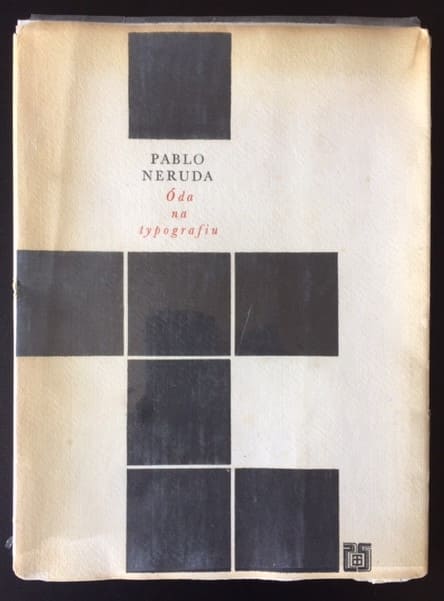 PABLO
NERUDA
Óda
na
typografiu